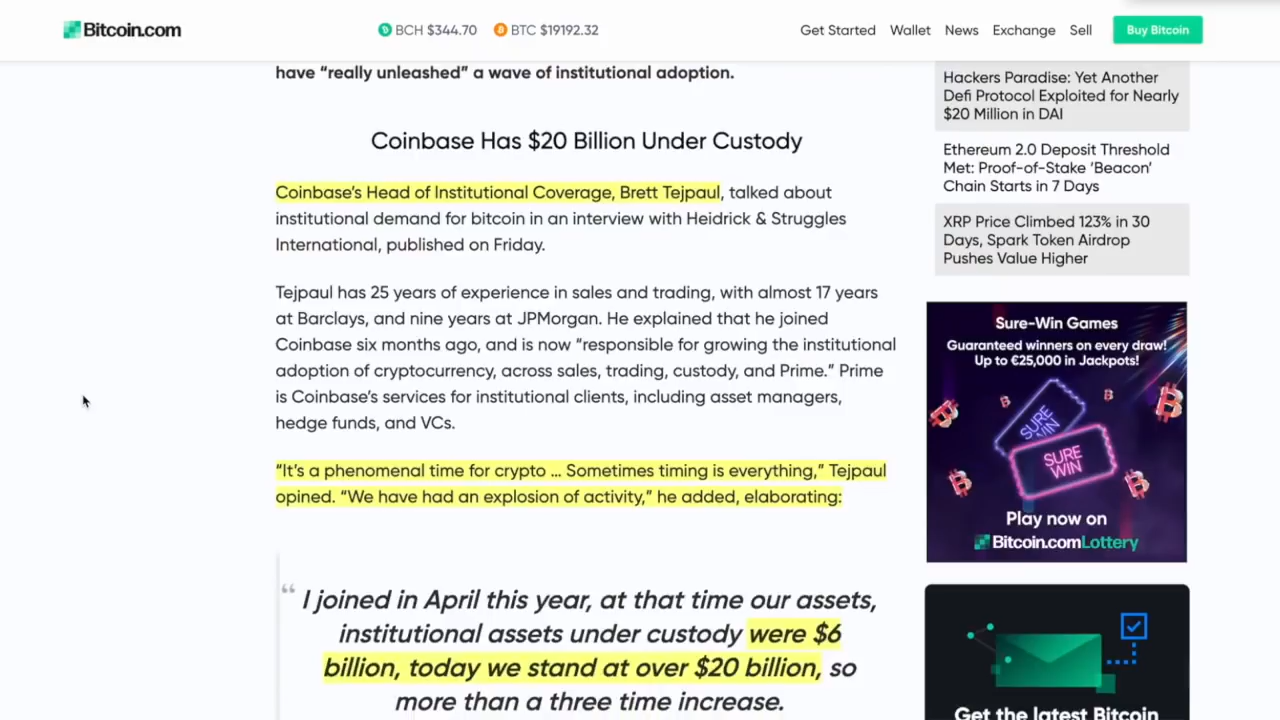 Bitcoin.com
BCH $344.70 BTC $19192.32
Get Started Wallet News Exchange Sell Buy Bitcoin
have “really unleashed” a wave of institutional adoption.
Coinbase Has $20 Billion Under Custody
Coinbase’s Head of Institutional Coverage, Brett Tejpaul, talked about
institutional demand for bitcoin in an interview with Heidrick & Struggles
International, published on Friday.
Tejpaul has 25 years of experience in sales and trading, with almost 17 years
at Barclays, and nine years at JPMorgan. He explained that he joined
Coinbase six months ago, and is now “responsible for growing the institutional
adoption of cryptocurrency, across sales, trading, custody, and Prime.” Prime
is Coinbase’s services for institutional clients, including asset managers,
hedge funds, and VCs.
“It’s a phenomenal time for crypto … Sometimes timing is everything,” Tejpaul
opined. “We have had an explosion of activity,” he added, elaborating:
“ I joined in April this year, at that time our assets,
institutional assets under custody were $6
billion, today we stand at over $20 billion, so
more than a three time increase.
Hackers Paradise: Yet Another
Defi Protocol Exploited for Nearly
$20 Million in DAI
Ethereum 2.0 Deposit Threshold
Met: Proof-of-Stake ‘Beacon’
Chain Starts in 7 Days
XRP Price Climbed 123% in 30
Days, Spark Token Airdrop
Pushes Value Higher
Sure-Win Games
Guaranteed winners on every draw!
Up to €25,000 in Jackpots!
SURE
WIN
SURE
WIN
Play now on
Bitcoin.comLottery
Get the latest Bitcoin